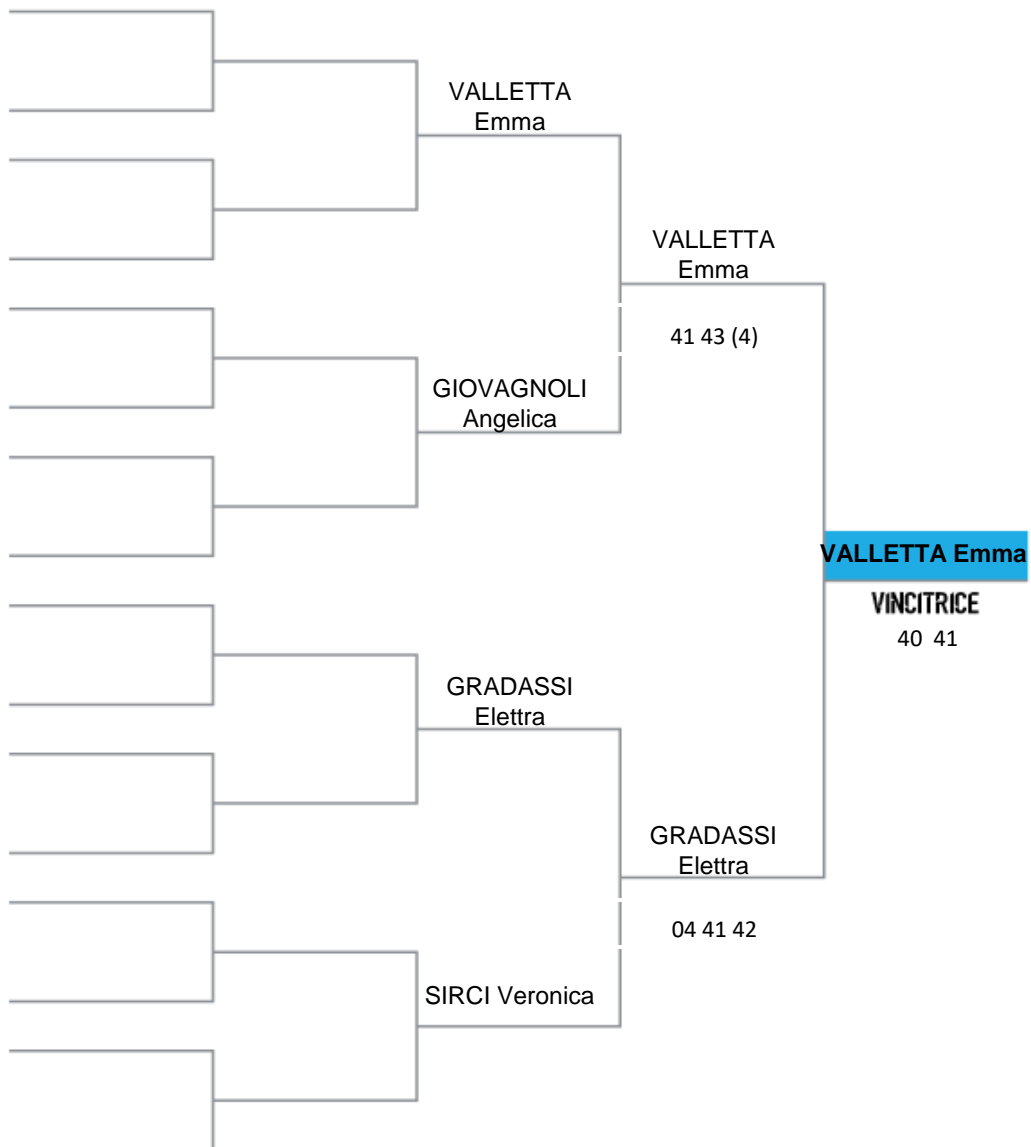 VALLETTA
Emma
VALLETTA
Emma
41 43 (4)
GIOVAGNOLI
Angelica
VALLETTA Emma
VINCITRICE
40 41
GRADASSI
Elettra
GRADASSI
Elettra
04 41 42
SIRCI Veronica